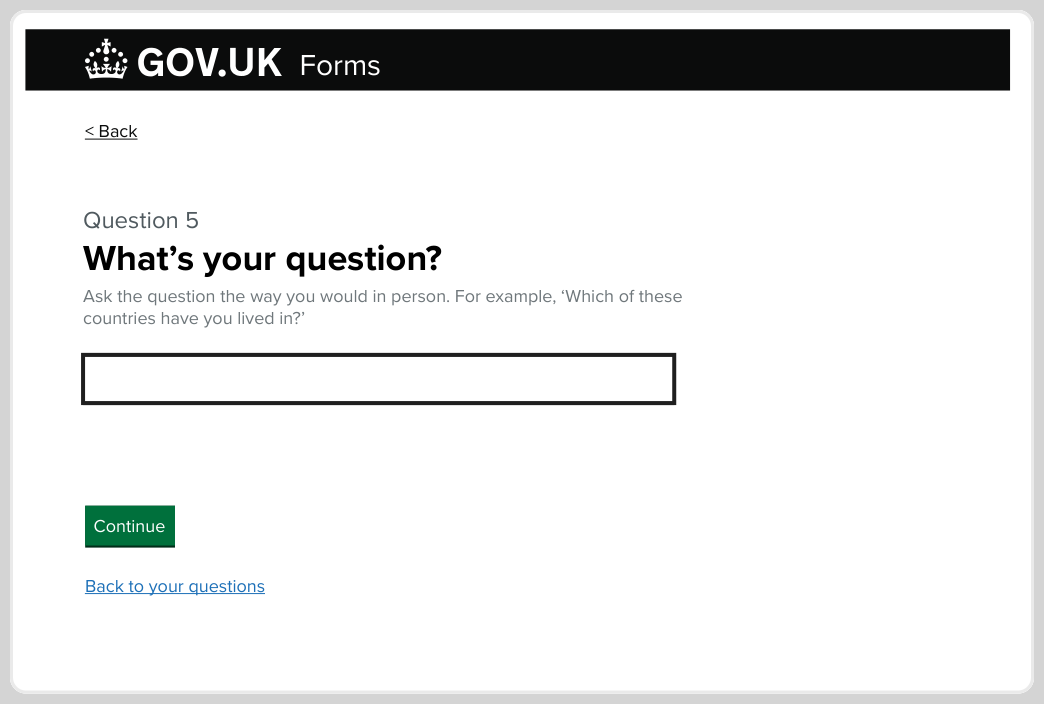 GOV.UK Forms
< Back
Question 5
What’s your question?
Ask the question the way you would in person. For example, ‘Which of these
countries have you lived in?’
Continue
Back to your questions